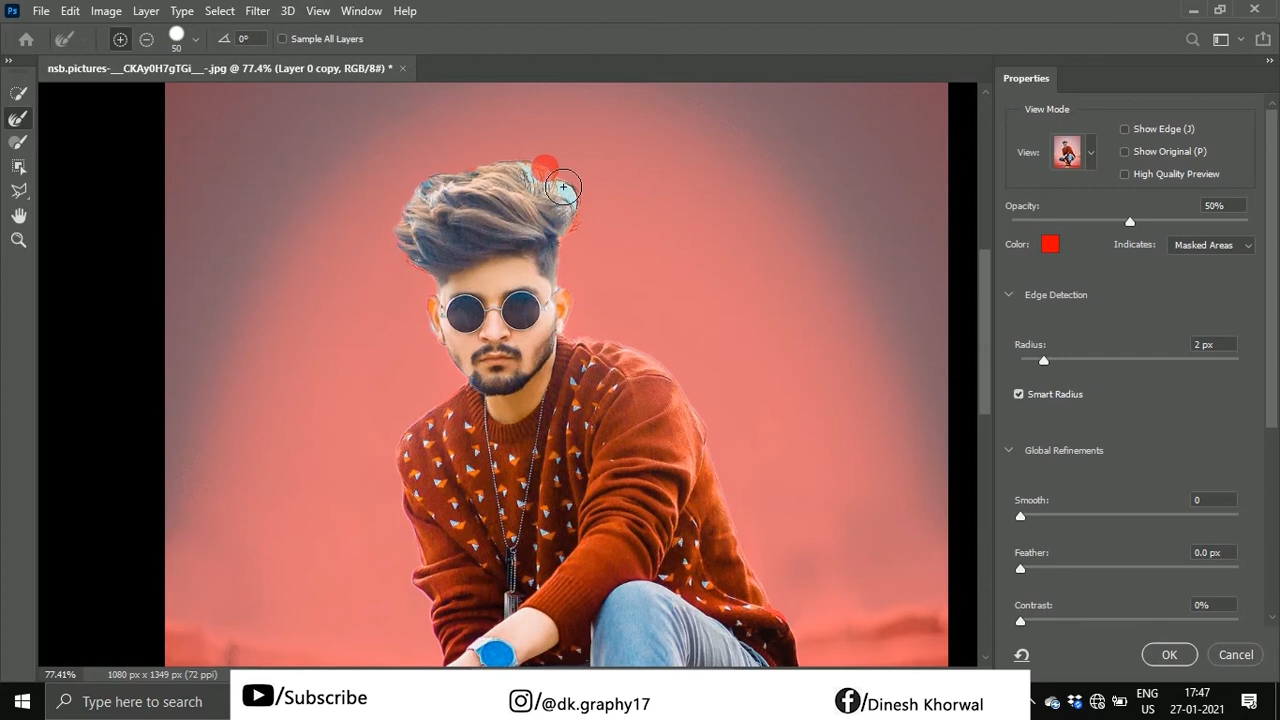 Ps File Edit Image Layer Type Select Filter 3D View Window Help
50 0° Sample All Layers
nsb.pictures-__CKAy0H7gTGi__-.jpg @ 77.4% (Layer 0 copy, RGB/8#) * ×
Properties
View Mode
View:
Show Edge (J)
Show Original (P)
High Quality Preview
Opacity: 50%
Color: Indicates: Masked Areas
Edge Detection
Radius: 2 px
Smart Radius
Global Refinements
Smooth: 0
Feather: 0.0 px
Contrast: 0%
OK Cancel
77.41% 1080 px x 1349 px (72 ppi)
Type here to search
/Subscribe
/@dk.graphy17
/Dinesh Khorwal
ENG
US
17:47
27-01-2021